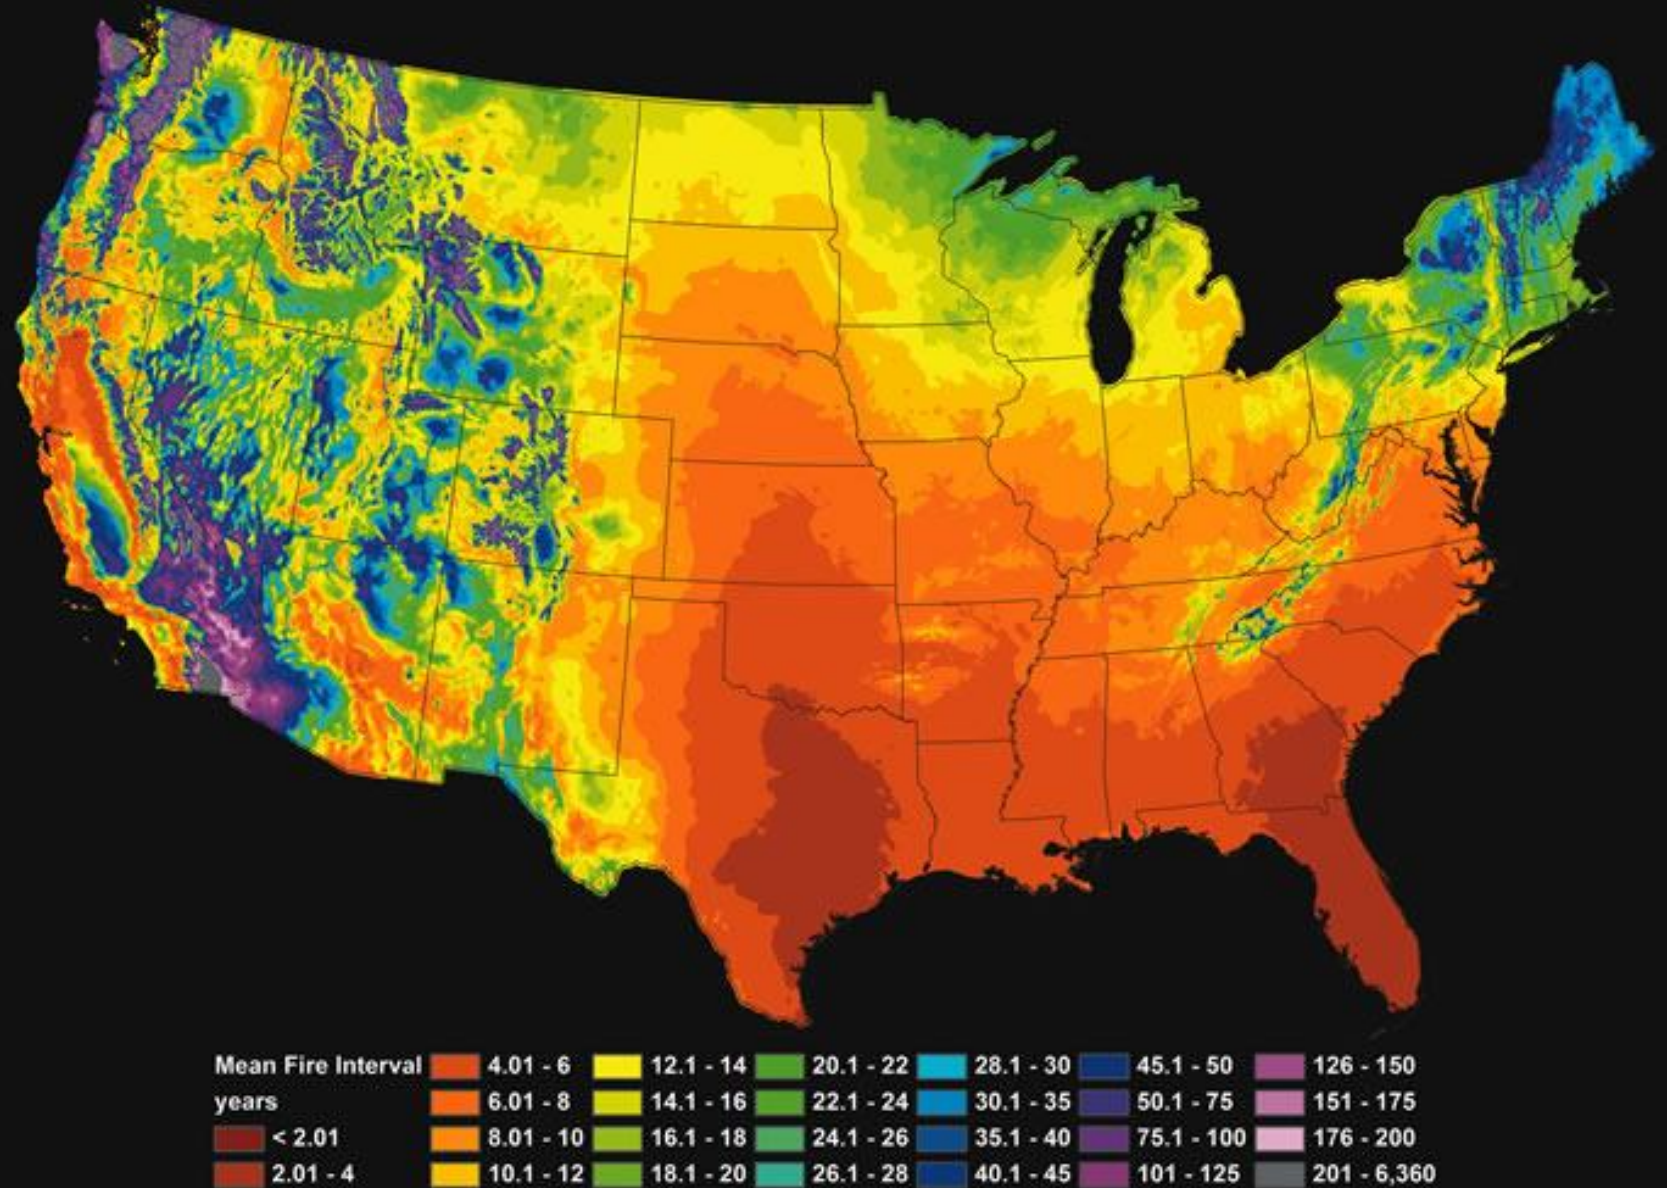 Mean Fire Interval
years
< 2.01
2.01 - 4
4.01 - 6
6.01 - 8
8.01 - 10
10.1 - 12
12.1 - 14
14.1 - 16
16.1 - 18
18.1 - 20
20.1 - 22
22.1 - 24
24.1 - 26
26.1 - 28
28.1 - 30
30.1 - 35
35.1 - 40
40.1 - 45
45.1 - 50
50.1 - 75
75.1 - 100
101 - 125
126 - 150
151 - 175
176 - 200
201 - 6,360